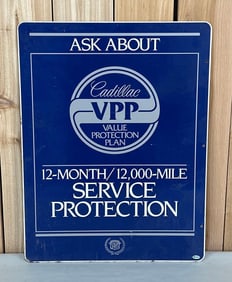 ASK ABOUT
Cadillac
VPP
VALUE
PROTECTION
PLAN
12-MONTH/12,000-MILE
SERVICE
PROTECTION